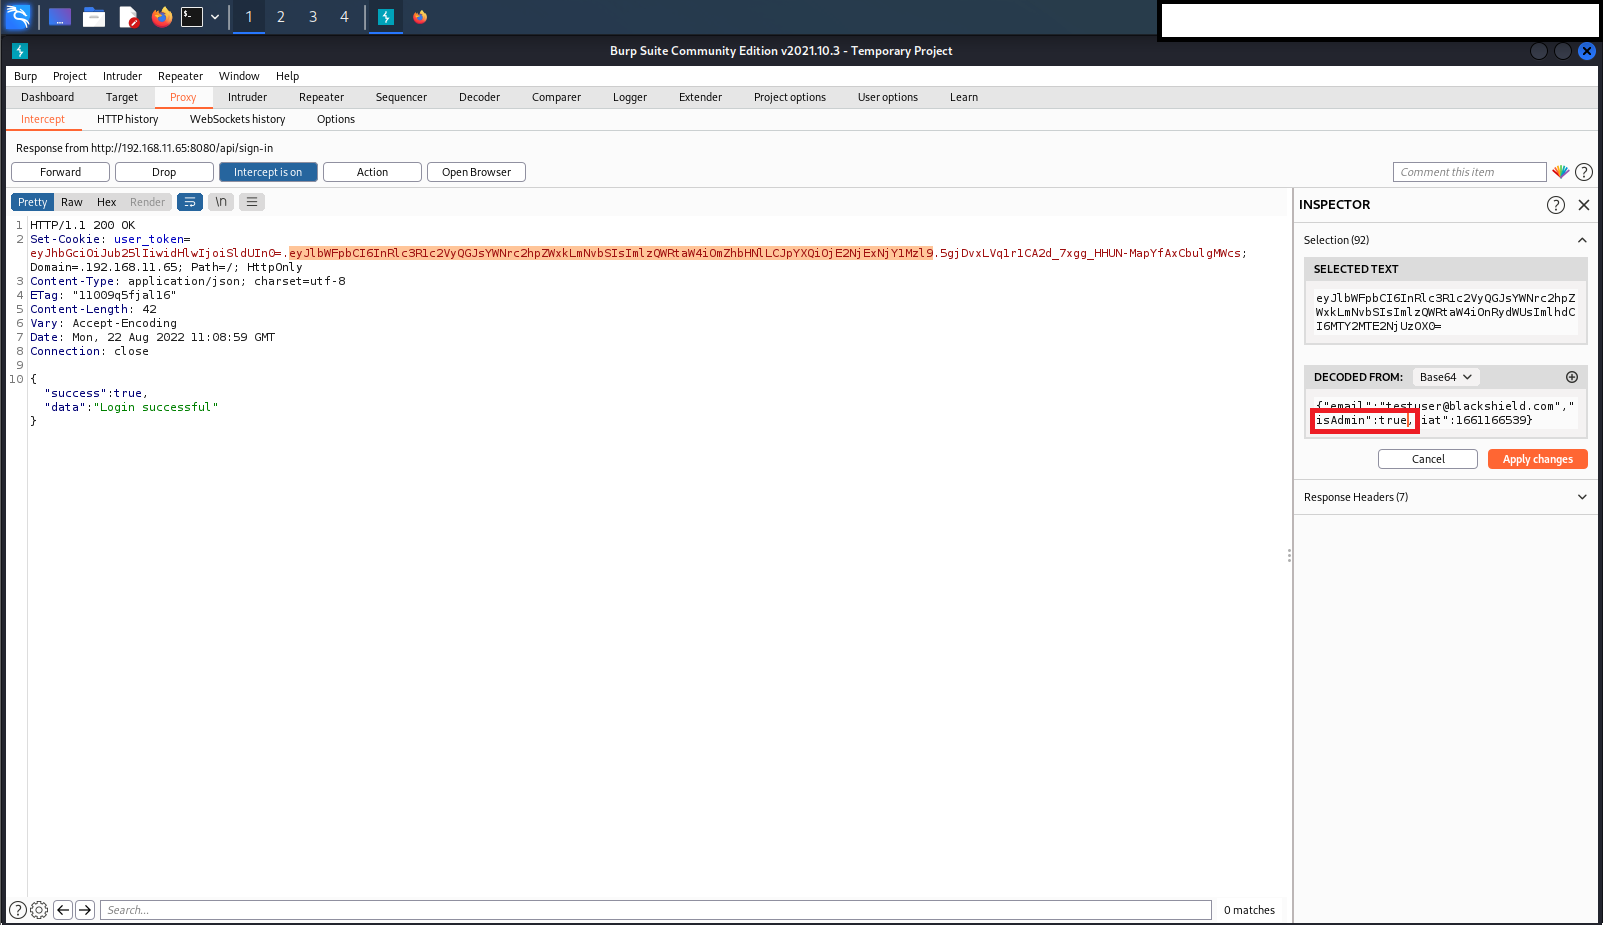 1 2 3 4
Burp Suite Community Edition v2021.10.3 - Temporary Project
Burp Project Intruder Repeater Window Help
Dashboard Target Proxy Intruder Repeater Sequencer Decoder Comparer Logger Extender Project options User options Learn
Intercept HTTP history WebSockets history Options
Response from http://192.168.11.65:8080/api/sign-in
Forward Drop Intercept is on Action Open Browser Comment this item ?
Pretty Raw Hex Render \n
INSPECTOR ?
1 HTTP/1.1 200 OK
2 Set-Cookie: user_token=
eyJhbGciOiJub25lIiwidHlwIjoiSldUIn0=.eyJlbWFpbCI6InRlc3R1c2VyQGJsYWNrc2hpZWxkLmNvbSIsImlzQWRtaW4iOmZhbHNlLCJpYXQiOjE2NjExNjY1Mzl9.5gjDvxLVq1r1CA2d_7xgg_HHUN-MapYfAxCbulgMWcs;
Domain=.192.168.11.65; Path=/; HttpOnly
3 Content-Type: application/json; charset=utf-8
4 ETag: "11009q5fjal16"
5 Content-Length: 42
6 Vary: Accept-Encoding
7 Date: Mon, 22 Aug 2022 11:08:59 GMT
8 Connection: close
9
10 {
"success":true,
"data":"Login successful"
}
Selection (92)
SELECTED TEXT
eyJlbWFpbCI6InRlc3R1c2VyQGJsYWNrc2hpZ
WxkLmNvbSIsImlzQWRtaW4iOnRydWUsImlhdC
I6MTY2MTE2NjUzOX0=
DECODED FROM: Base64
{"email":"testuser@blackshield.com","
isAdmin":true, iat":1661166539}
Cancel Apply changes
Response Headers (7)
? Search... 0 matches